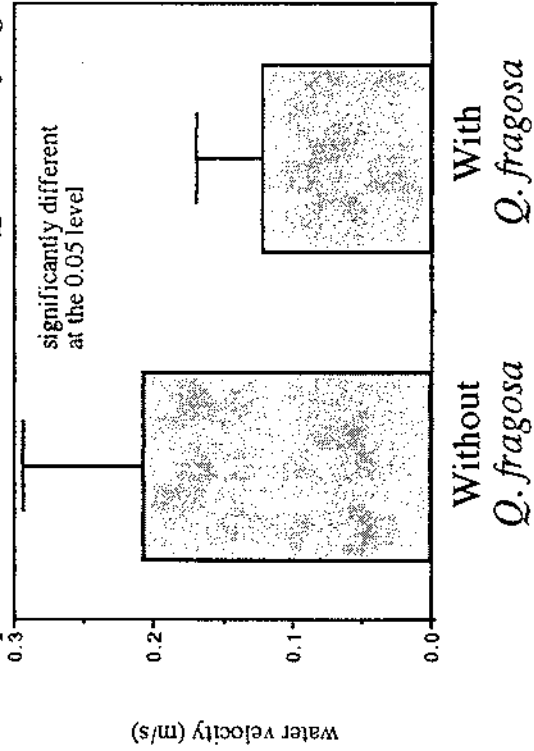 significantly different
at the 0.05 level
0.3
0.2
0.1
0.0
water velocity (m/s)
Without
Q. fragosa
With
Q. fragosa